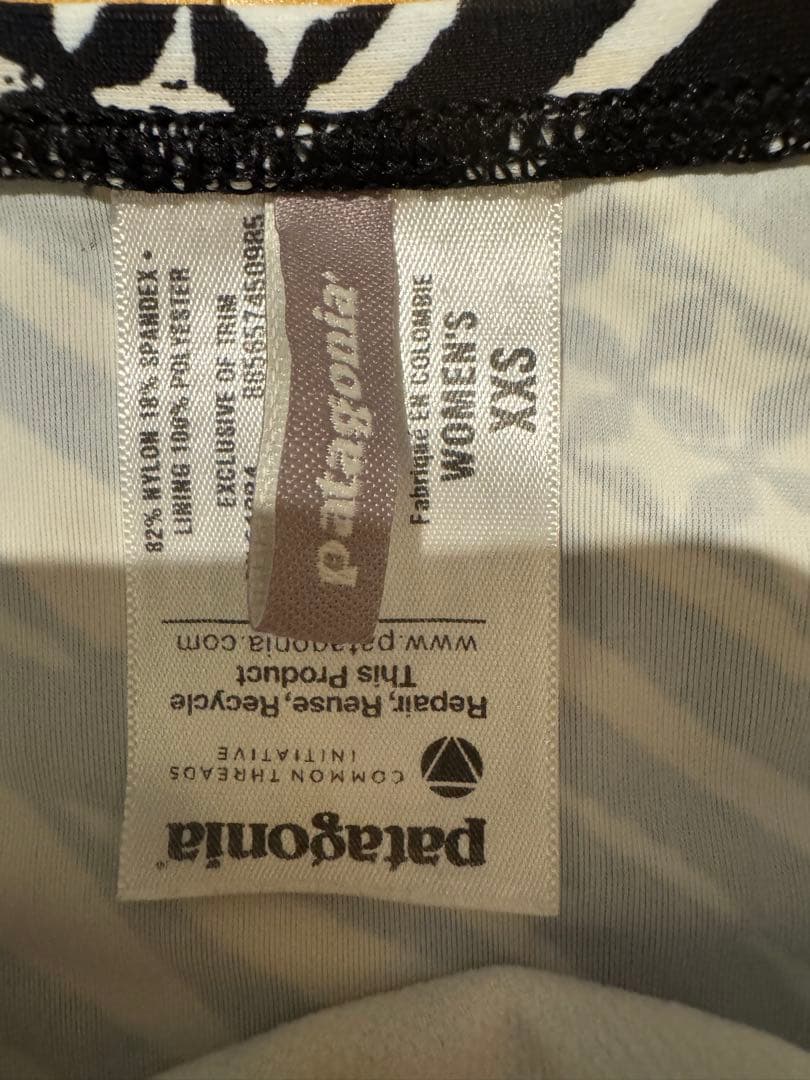 patagonia®
COMMON THREADS
INITIATIVE
Repair, Reuse, Recycle
This Product
www.patagonia.com
82% NYLON 18% SPANDEX •
LINING 100% POLYESTER
EXCLUSIVE OF TRIM
885657450985
patagonia®
Fabriqué EN COLOMBIE
WOMEN'S
XXS